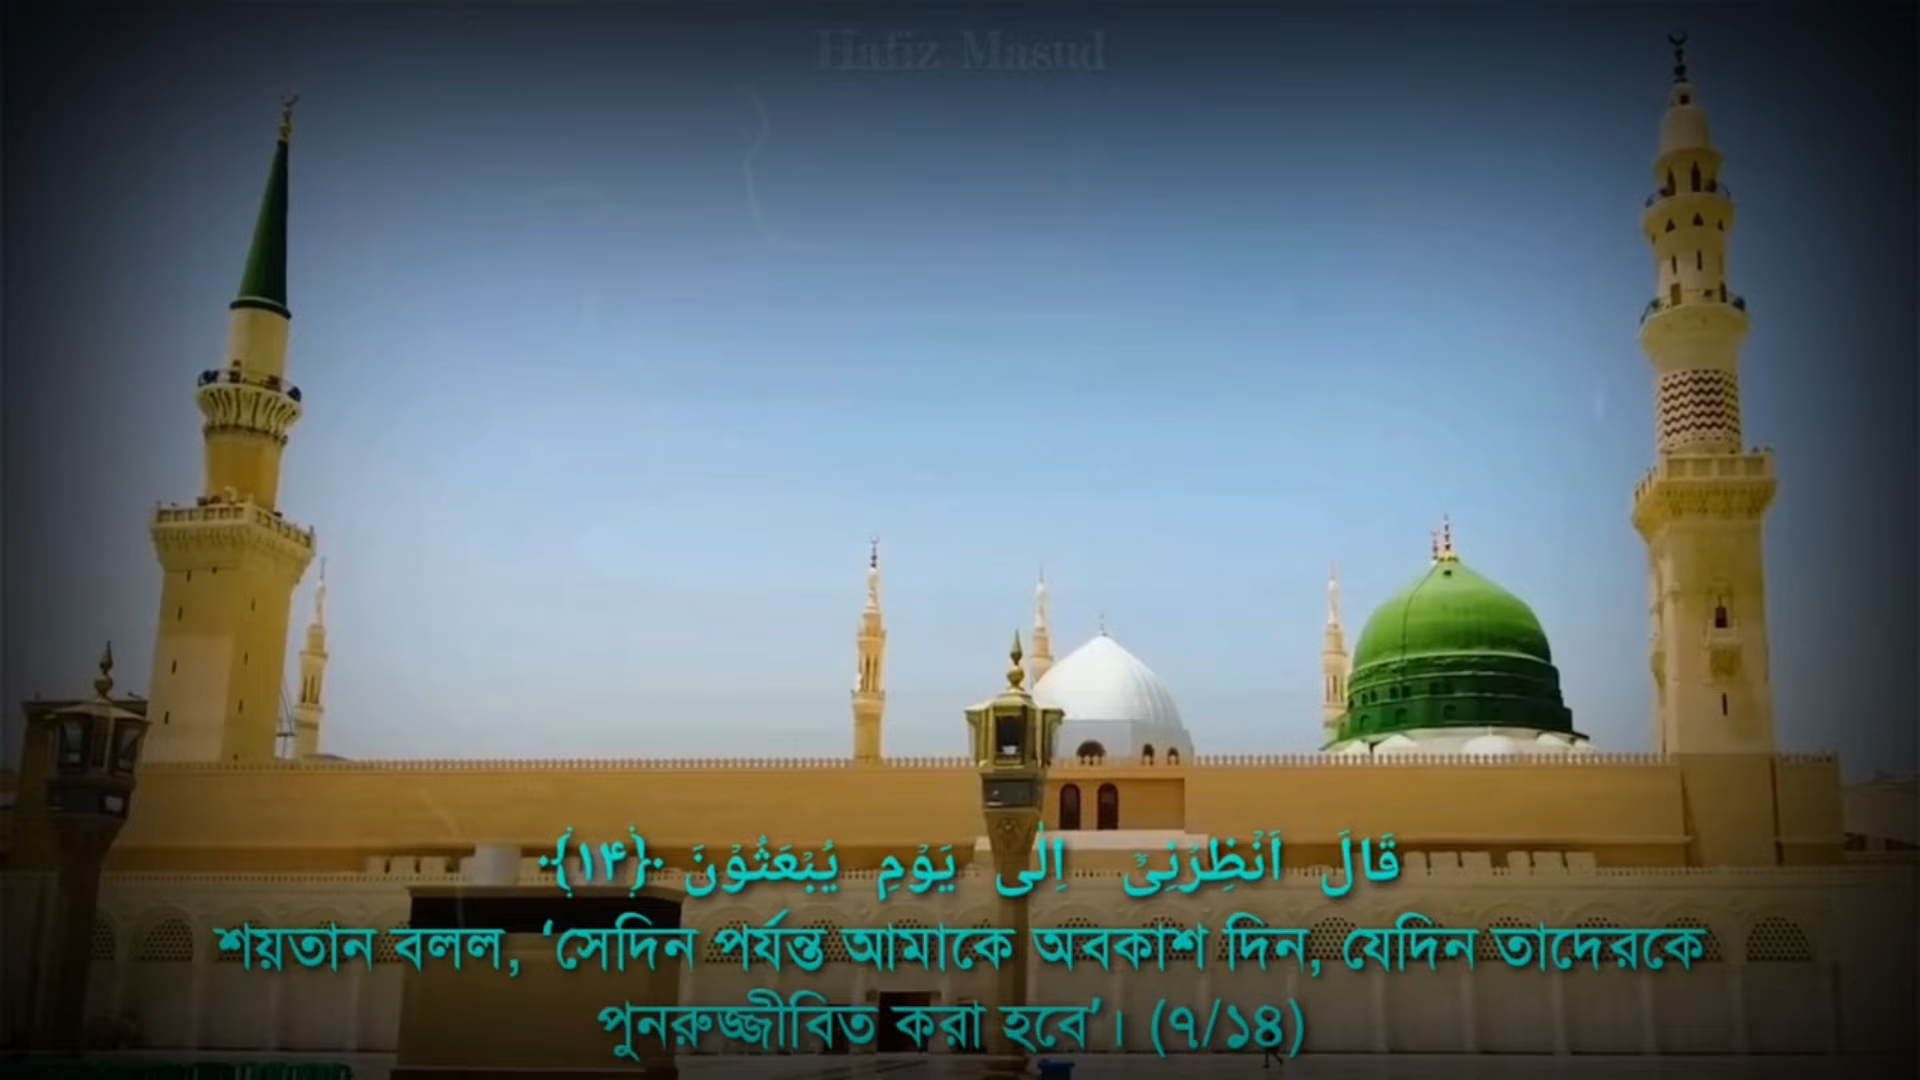 Hafiz Masud
قَالَ اَنْظِرْنِیْۤ اِلٰی یَوْمِ یُبْعَثُوْنَ ﴿۱۴﴾
শয়তান বলল, ‘সেদিন পর্যন্ত আমাকে অবকাশ দিন, যেদিন তাদেরকে
পুনরুজ্জীবিত করা হবে’। (৭/১৪)